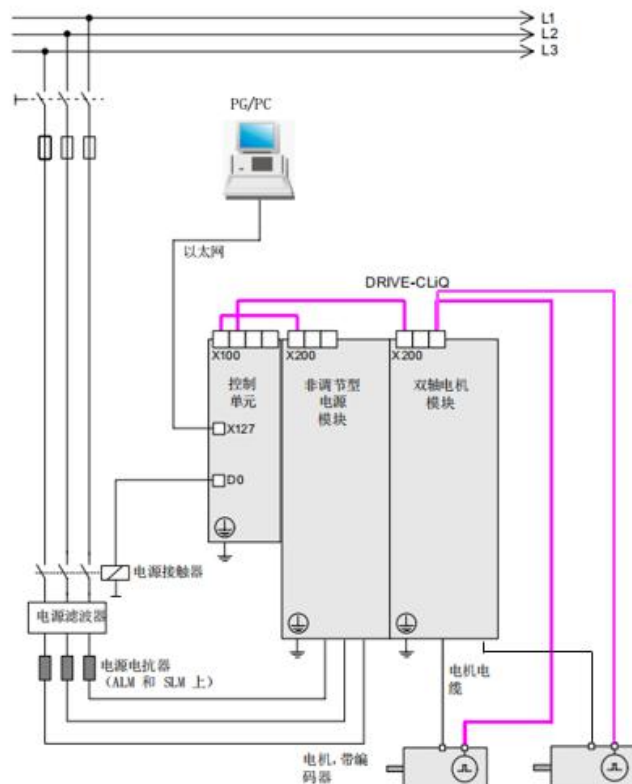 L1
L2
L3
PG/PC
以太网
DRIVE-CLiQ
X100
X200
X200
控制
单元
非调节型
电源
模块
双轴电机
模块
X127
D0
电源接触器
电源滤波器
电源电抗器
（ALM 和 SLM 上）
电机电
缆
电机，带编
码器